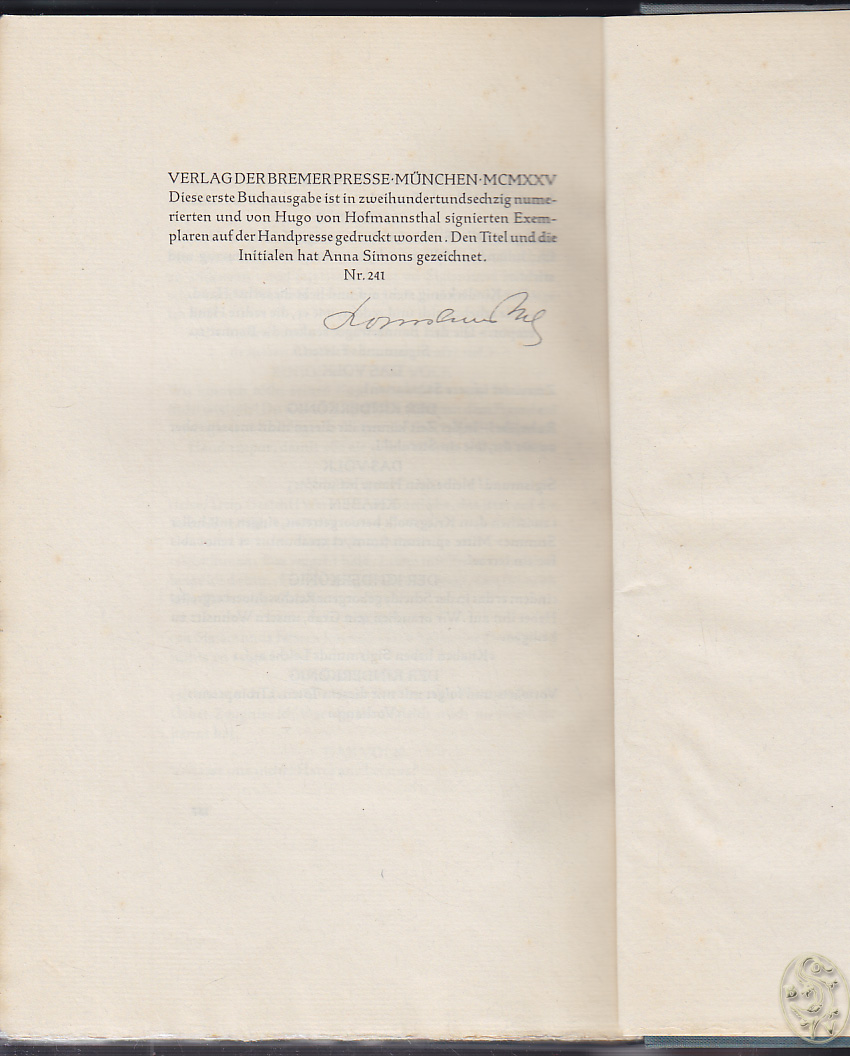 VERLAG DER BREMER PRESSE·MÜNCHEN·MCMXXV
Diese erste Buchausgabe ist in zweihundertundsechzig nume-
rierten und von Hugo von Hofmannsthal signierten Exem-
plaren auf der Handpresse gedruckt worden. Den Titel und die
Initialen hat Anna Simons gezeichnet.
Nr. 241
Hofmannsthal